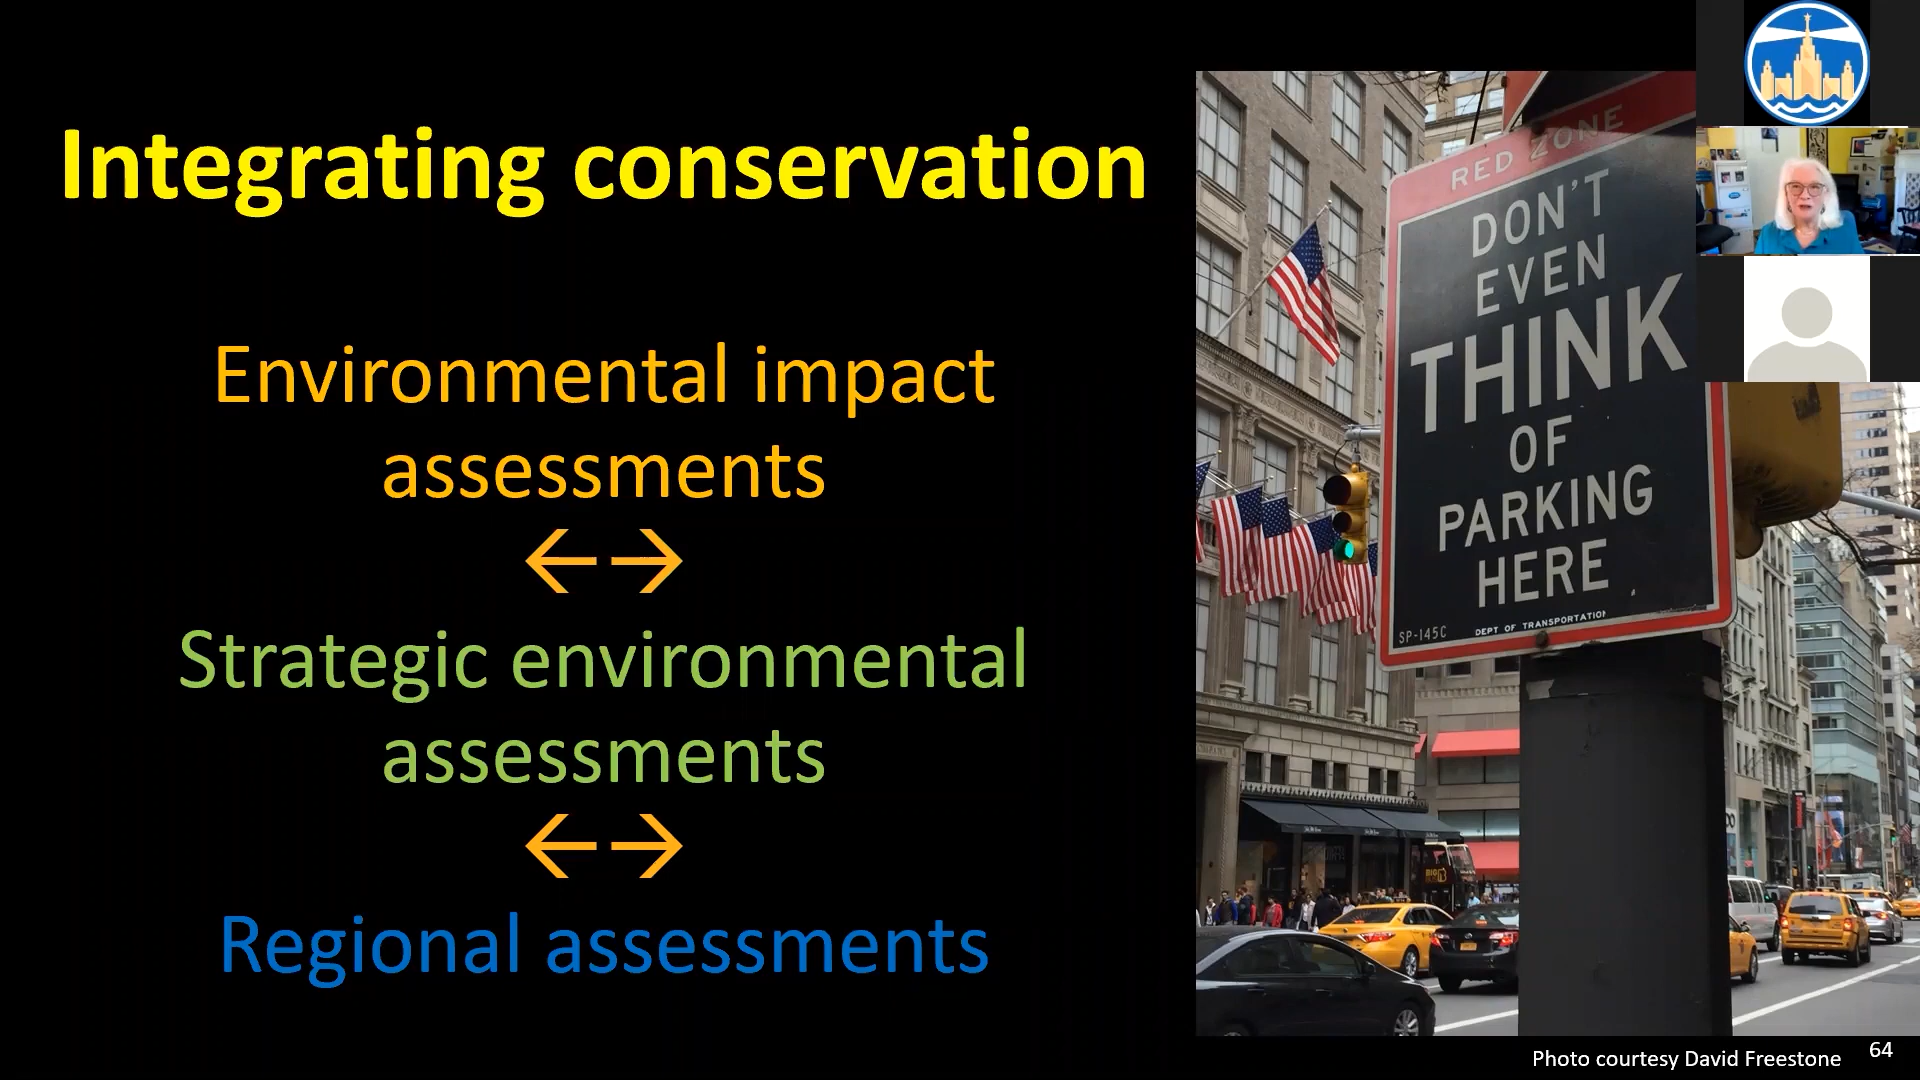 Integrating conservation
Environmental impact
assessments
←→
Strategic environmental
assessments
←→
Regional assessments
RED ZONE
DON'T
EVEN
THINK
OF
PARKING
HERE
SP-145C
DEPT OF TRANSPORTATION
BIG
Photo courtesy David Freestone
64